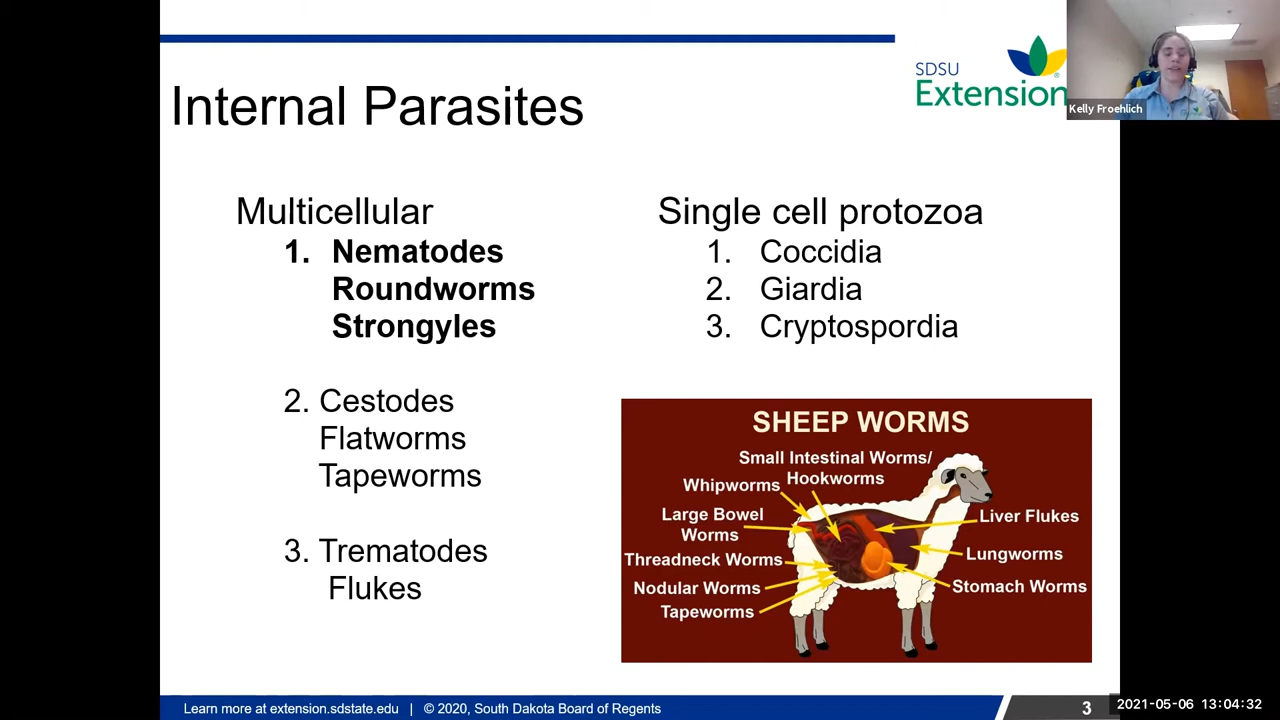 SDSU
Extension
Kelly Froehlich
Internal Parasites
Multicellular
1. Nematodes
Roundworms
Strongyles
2. Cestodes
Flatworms
Tapeworms
3. Trematodes
Flukes
Single cell protozoa
1. Coccidia
2. Giardia
3. Cryptospordia
SHEEP WORMS
Small Intestinal Worms/
Hookworms
Whipworms
Large Bowel
Worms
Threadneck Worms
Nodular Worms
Tapeworms
Liver Flukes
Lungworms
Stomach Worms
Learn more at extension.sdstate.edu | © 2020, South Dakota Board of Regents
3
2021-05-06 13:04:32